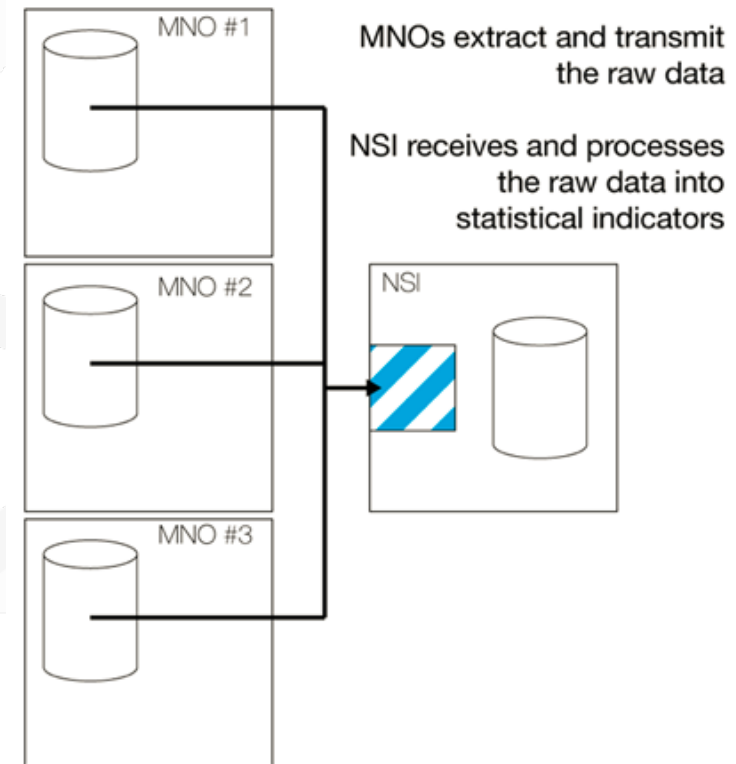 MNO #1
MNOs extract and transmit
the raw data
NSI receives and processes
the raw data into
statistical indicators
MNO #2
NSI
MNO #3